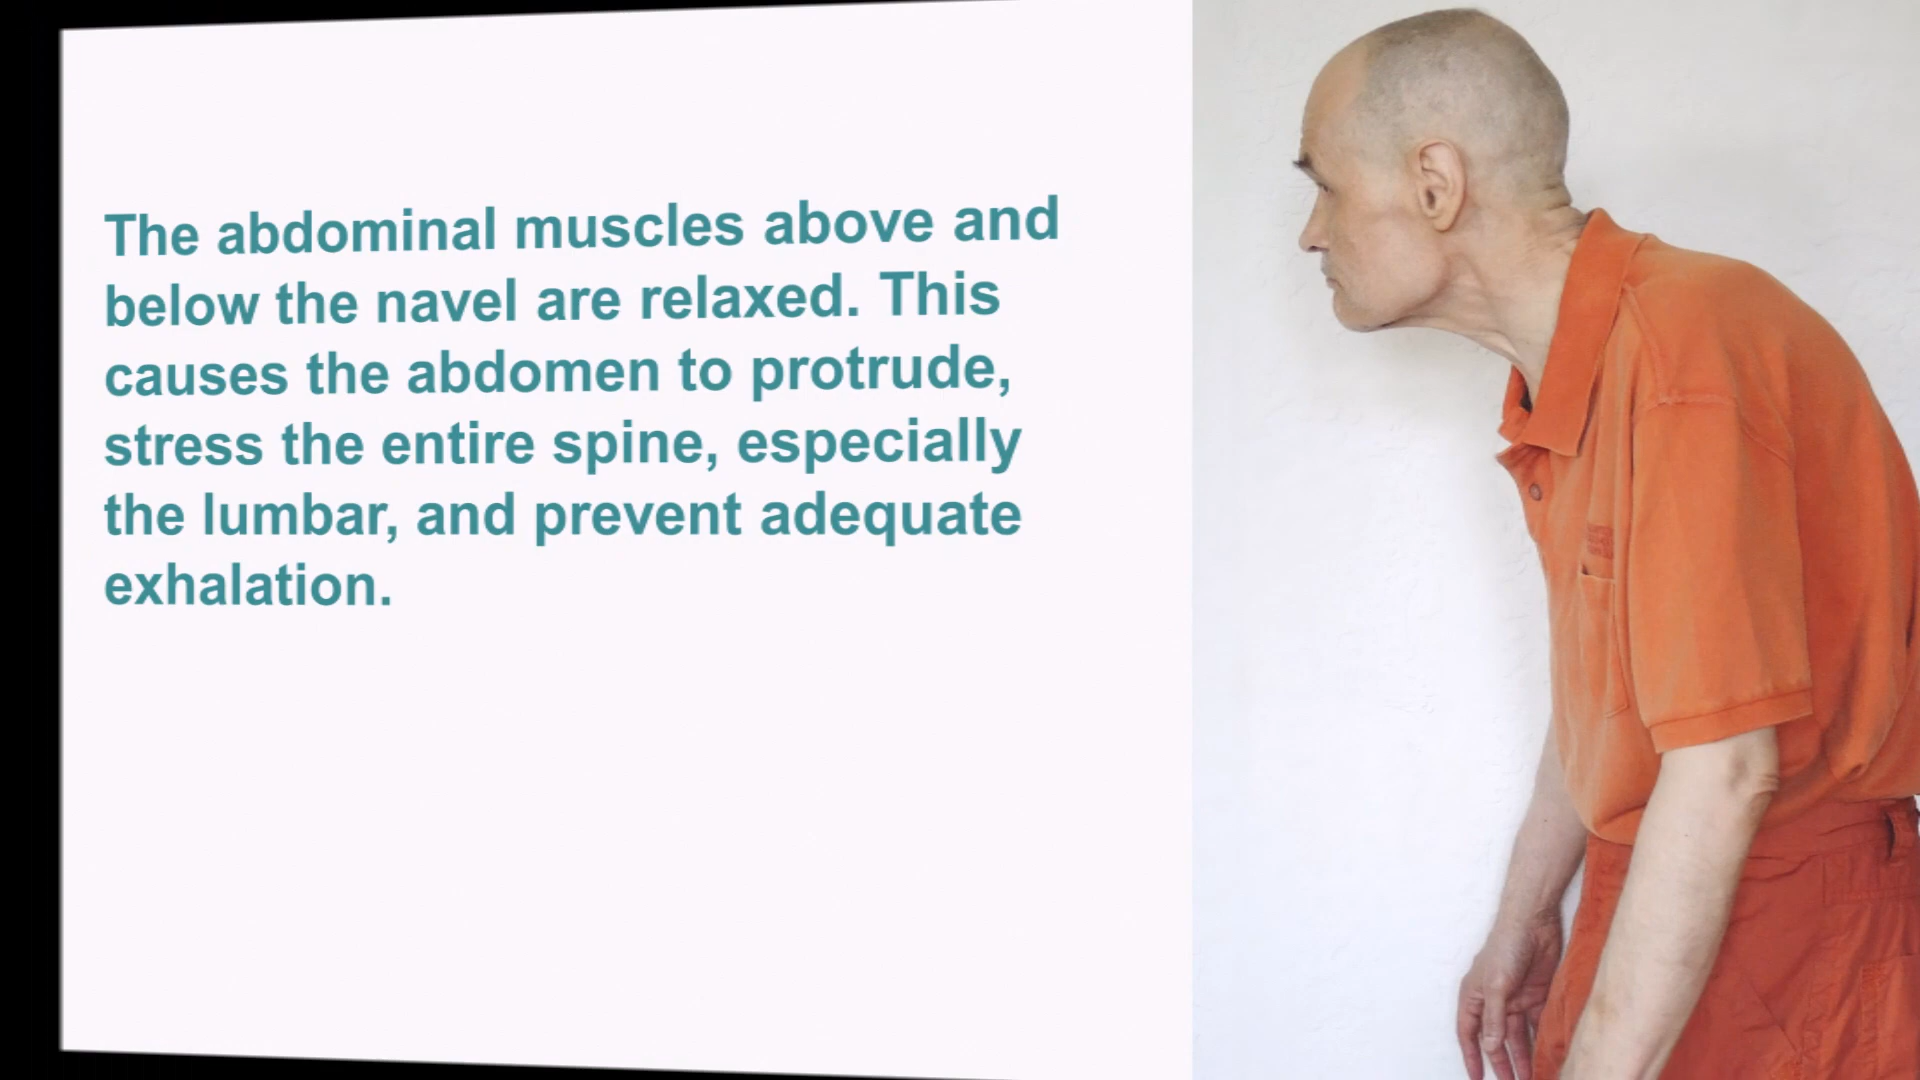 The abdominal muscles above and
below the navel are relaxed. This
causes the abdomen to protrude,
stress the entire spine, especially
the lumbar, and prevent adequate
exhalation.